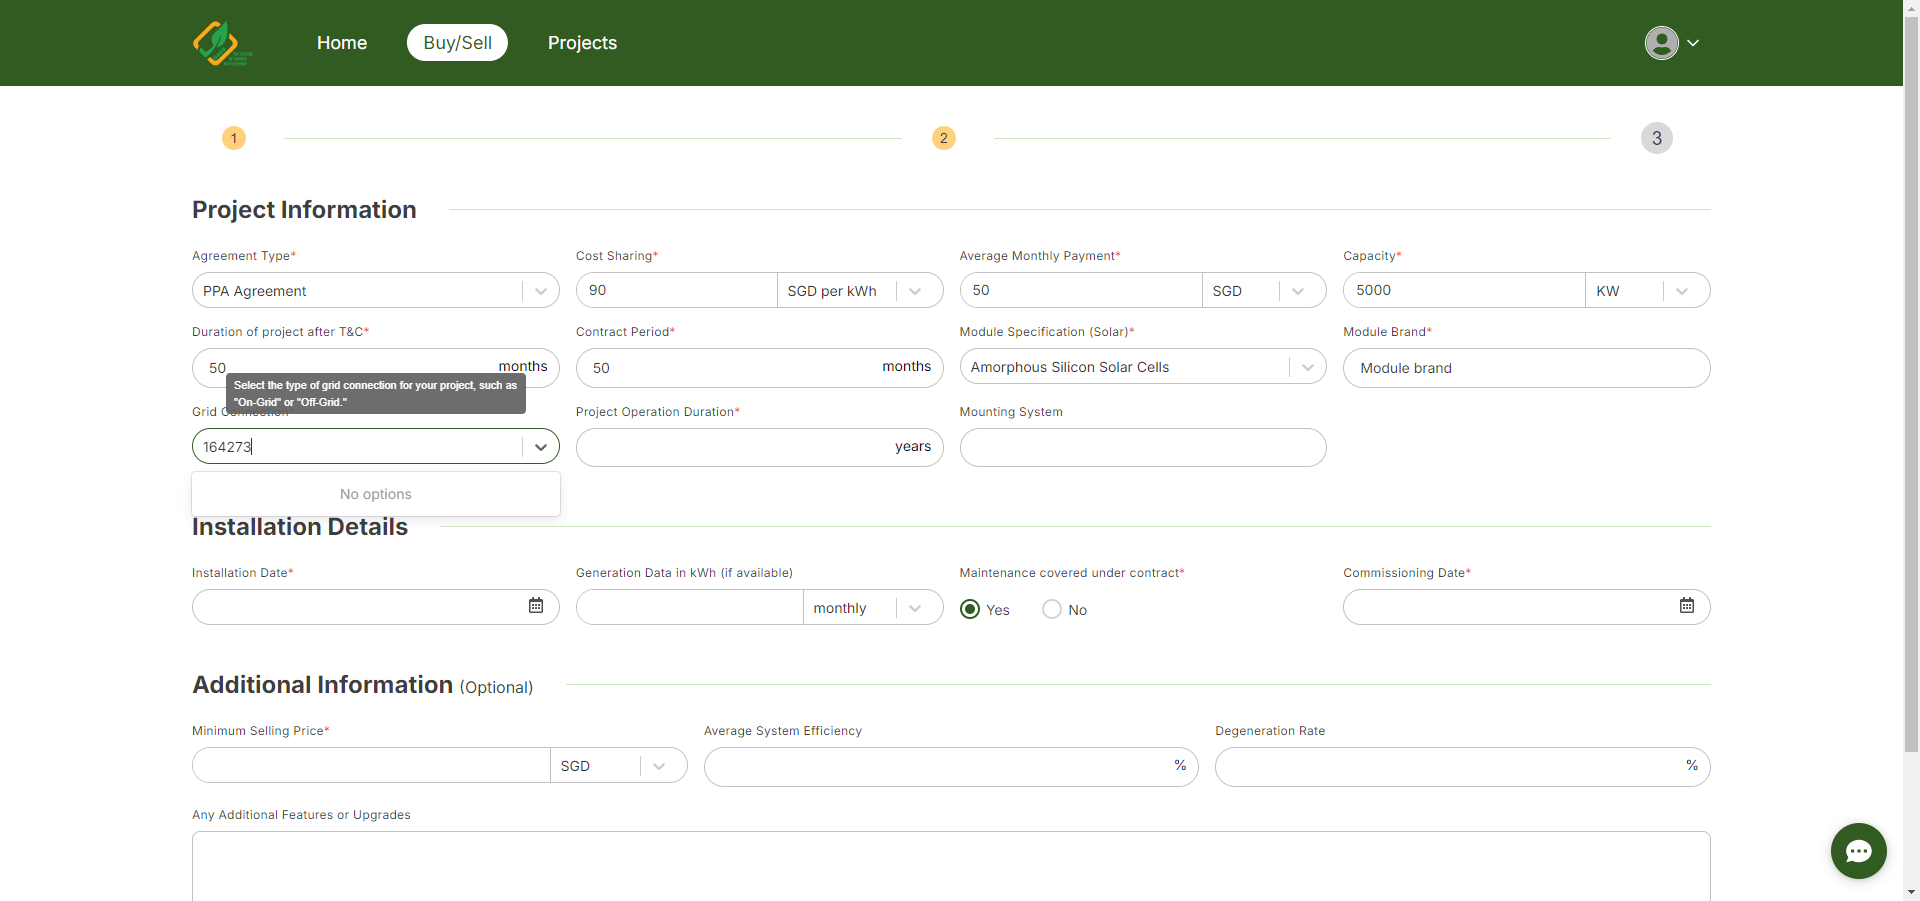 Home
Buy/Sell
Projects
1
2
3
Project Information
Agreement Type*
Cost Sharing*
Average Monthly Payment*
Capacity*
PPA Agreement
90
SGD per kWh
50
SGD
5000
KW
Duration of project after T&C*
Contract Period*
Module Specification (Solar)*
Module Brand*
50
months
50
months
Amorphous Silicon Solar Cells
Module brand
Select the type of grid connection for your project, such as
"On-Grid" or "Off-Grid."
Grid Connection
Project Operation Duration*
Mounting System
164273
years
No options
Installation Details
Installation Date*
Generation Data in kWh (if available)
Maintenance covered under contract*
Commissioning Date*
monthly
Yes
No
Additional Information (Optional)
Minimum Selling Price*
Average System Efficiency
Degeneration Rate
SGD
%
%
Any Additional Features or Upgrades